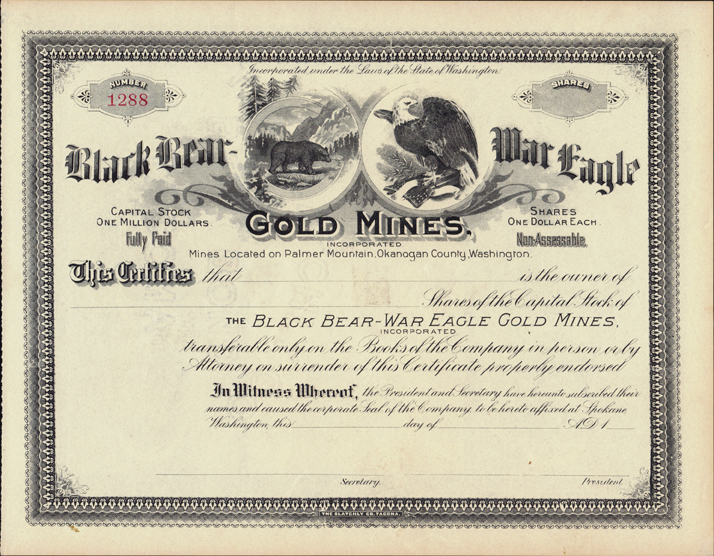 Incorporated under the Laws of the State of Washington
NUMBER
1288
SHARES
Black Bear-
War Eagle
CAPITAL STOCK
ONE MILLION DOLLARS
Fully Paid
GOLD MINES,
INCORPORATED
SHARES
ONE DOLLAR EACH.
Non-Assessable.
Mines Located on Palmer Mountain, Okanogan County, Washington.
This Certifies that is the owner of
Shares of the Capital Stock of
THE BLACK BEAR-WAR EAGLE GOLD MINES,
INCORPORATED
transferable only on the Books of the Company in person or by
Attorney on surrender of this Certificate properly endorsed
In Witness Whereof, the President and Secretary have hereunto subscribed their
names and caused the corporate Seal of the Company to be hereto affixed at Spokane
Washington, this day of A.D. 1
Secretary. President.
THE BLATCHLY CO. TACOMA.